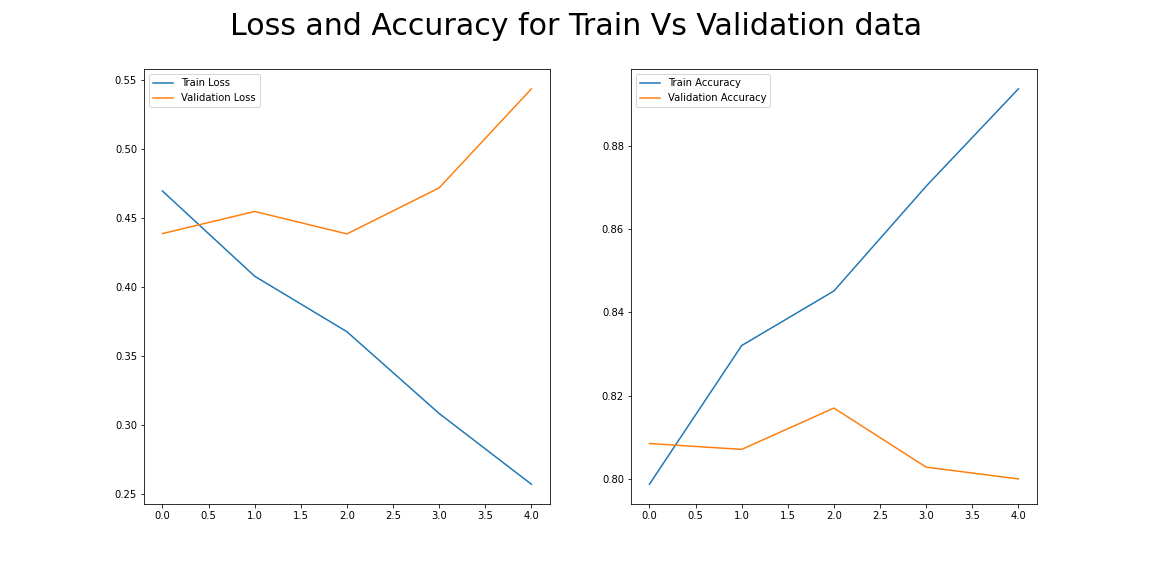 Loss and Accuracy for Train Vs Validation data
Train Loss
Validation Loss
0.55
0.50
0.45
0.40
0.35
0.30
0.25
0.0 0.5 1.0 1.5 2.0 2.5 3.0 3.5 4.0
Train Accuracy
Validation Accuracy
0.88
0.86
0.84
0.82
0.80
0.0 0.5 1.0 1.5 2.0 2.5 3.0 3.5 4.0